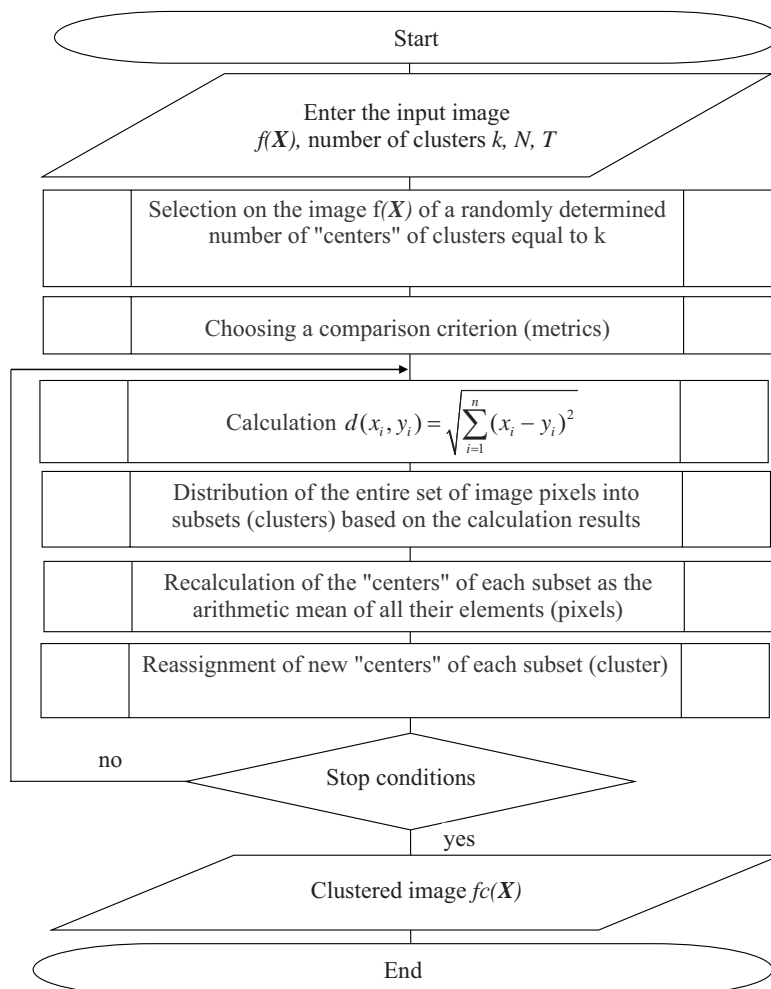 Start
Enter the input image
f(X), number of clusters k, N, T
Selection on the image f(X) of a randomly determined
number of "centers" of clusters equal to k
Choosing a comparison criterion (metrics)
Calculation $d(x_i, y_i) = \sqrt{\sum_{i=1}^{n}(x_i - y_i)^2}$
Distribution of the entire set of image pixels into
subsets (clusters) based on the calculation results
Recalculation of the "centers" of each subset as the
arithmetic mean of all their elements (pixels)
Reassignment of new "centers" of each subset (cluster)
no
Stop conditions
yes
Clustered image fc(X)
End